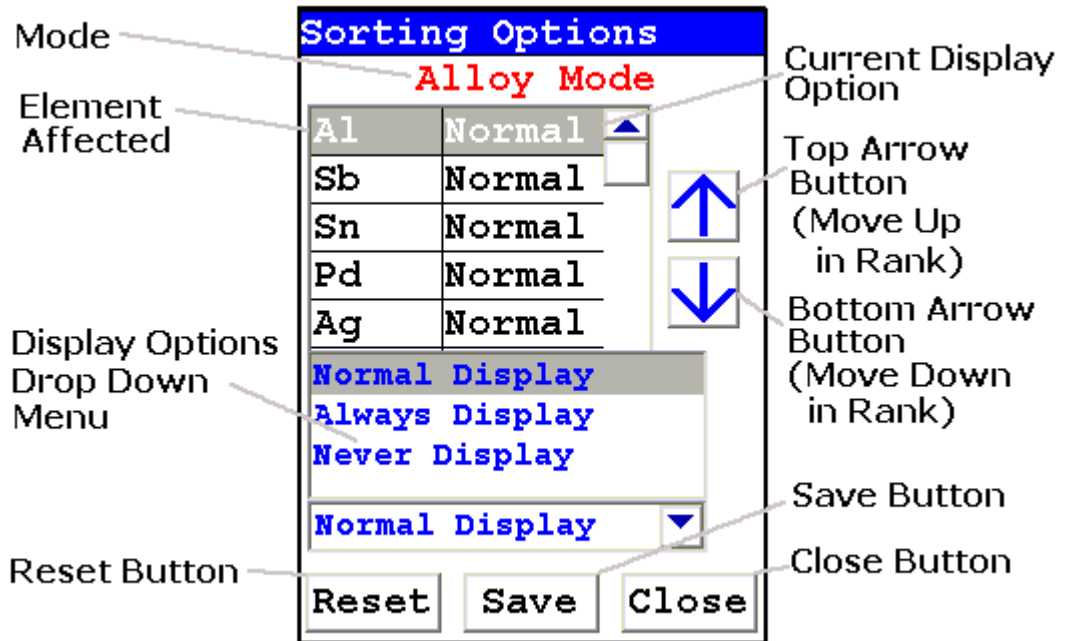 Sorting Options
Alloy Mode
Al Normal
Sb Normal
Sn Normal
Pd Normal
Ag Normal
Normal Display
Always Display
Never Display
Normal Display
Reset Save Close
Mode
Element
Affected
Display Options
Drop Down
Menu
Reset Button
Current Display
Option
Top Arrow
Button
(Move Up
in Rank)
Bottom Arrow
Button
(Move Down
in Rank)
Save Button
Close Button